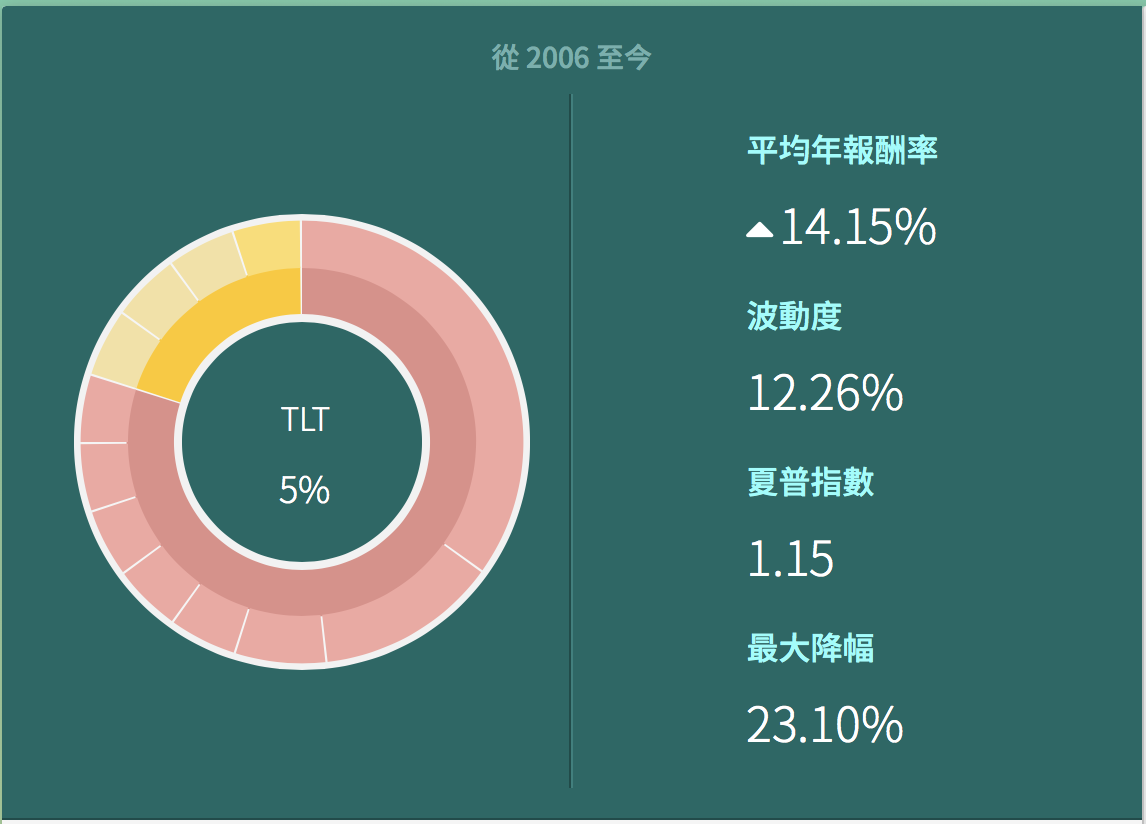 從 2006 至今
TLT
5%
平均年報酬率
14.15%
波動度
12.26%
夏普指數
1.15
最大降幅
23.10%